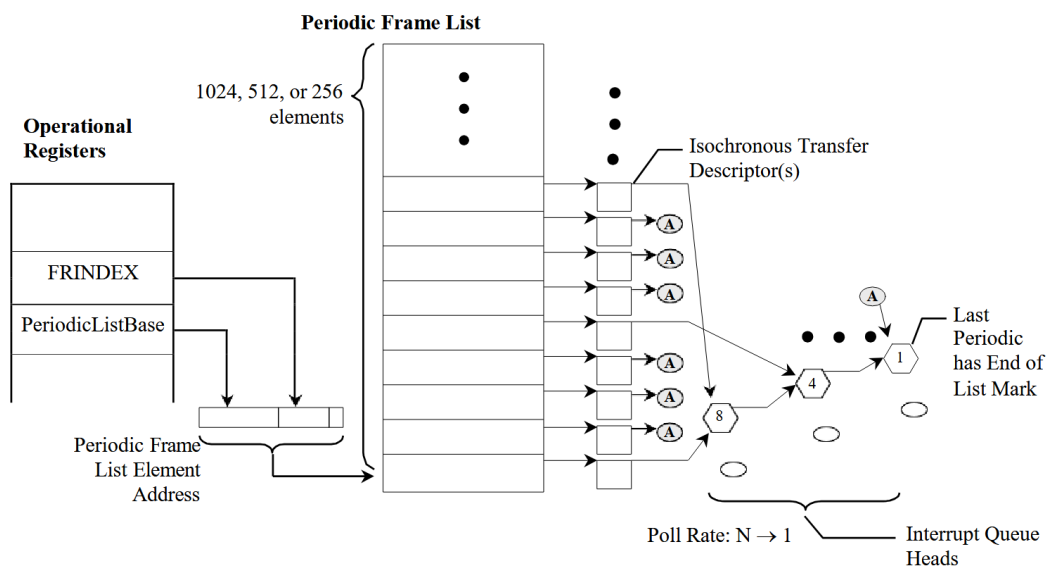 Periodic Frame List
1024, 512, or 256
elements
Operational
Registers
Isochronous Transfer
Descriptor(s)
A
FRINDEX
A
A
A
PeriodicListBase
Last
Periodic
has End of
List Mark
1
A
4
A
8
A
Periodic Frame
List Element
Address
Poll Rate: N → 1
Interrupt Queue
Heads